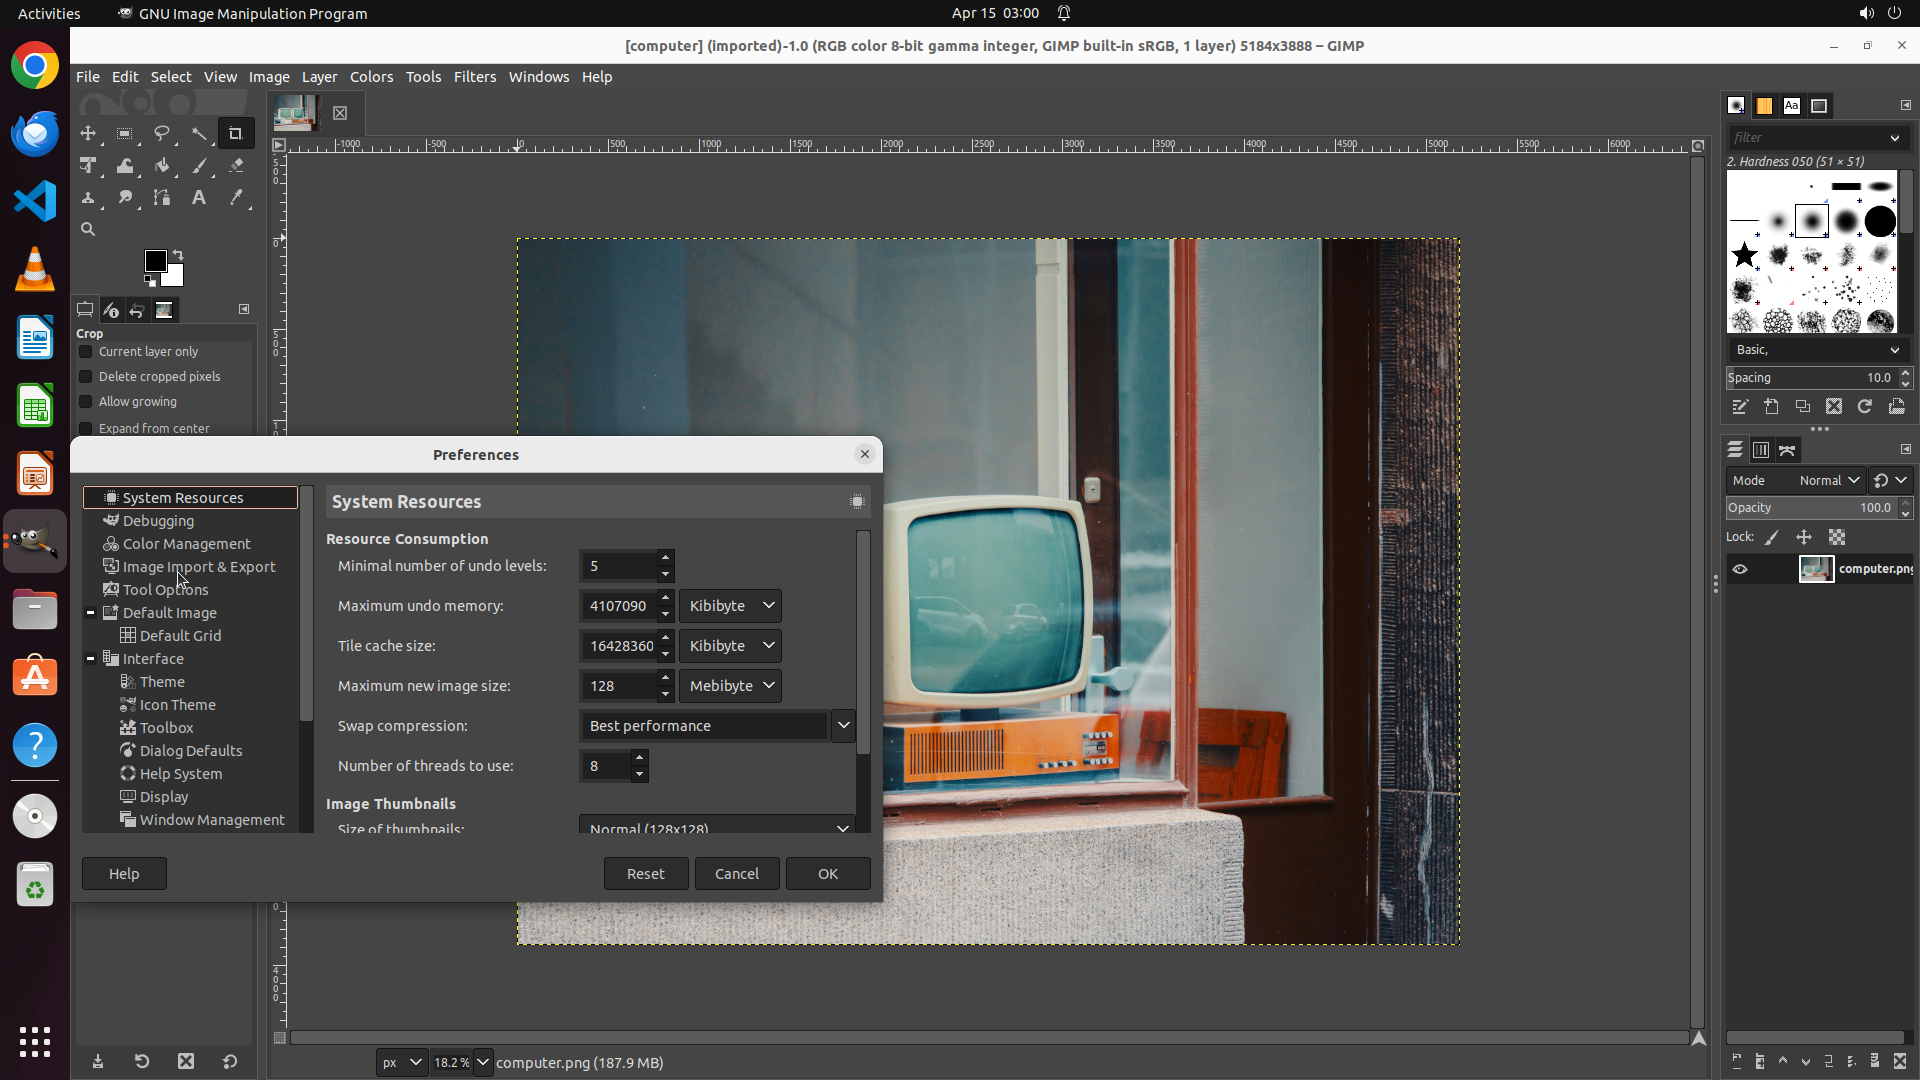 Activities
GNU Image Manipulation Program
Apr 15 03:00
[computer] (imported)-1.0 (RGB color 8-bit gamma integer, GIMP built-in sRGB, 1 layer) 5184x3888 – GIMP
File Edit Select View Image Layer Colors Tools Filters Windows Help
-1000 -500 0 500 1000 1500 2000 2500 3000 3500 4000 4500 5000 5500 6000
filter
2. Hardness 050 (51 × 51)
Basic,
Spacing 10.0
Crop
Current layer only
Delete cropped pixels
Allow growing
Expand from center
Mode Normal
Opacity 100.0
Lock:
computer.png
Preferences
System Resources
Debugging
Color Management
Image Import & Export
Tool Options
Default Image
Default Grid
Interface
Theme
Icon Theme
Toolbox
Dialog Defaults
Help System
Display
Window Management
System Resources
Resource Consumption
Minimal number of undo levels: 5
Maximum undo memory: 4107090 Kibibyte
Tile cache size: 16428360 Kibibyte
Maximum new image size: 128 Mebibyte
Swap compression: Best performance
Number of threads to use: 8
Image Thumbnails
Size of thumbnails: Normal (128x128)
Help Reset Cancel OK
px 18.2 % computer.png (187.9 MB)